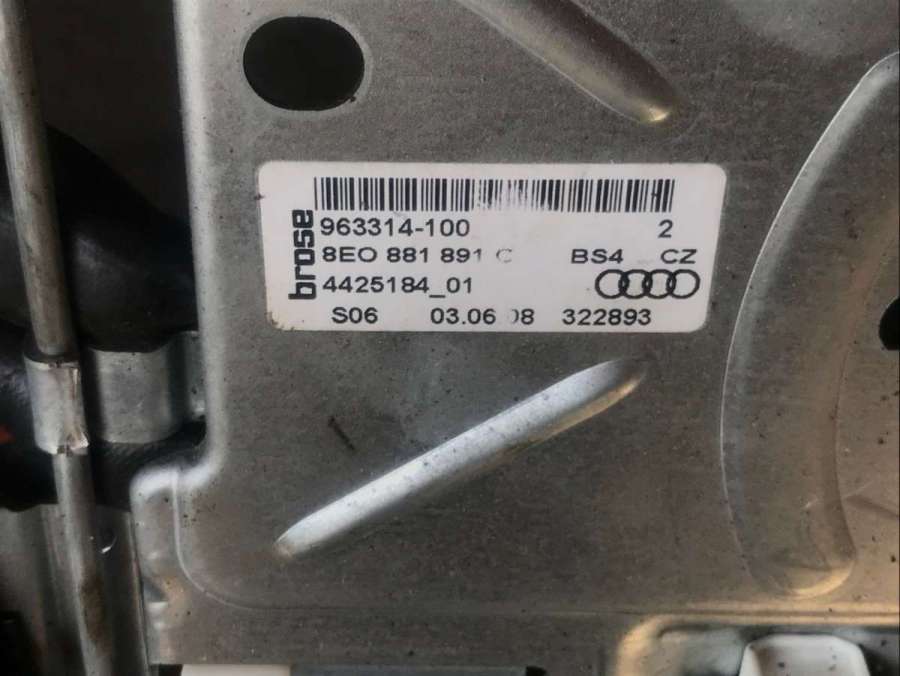 brose
963314-100 2
8E0 881 891 C BS4 CZ
4425184_01
S06 03.06 08 322893